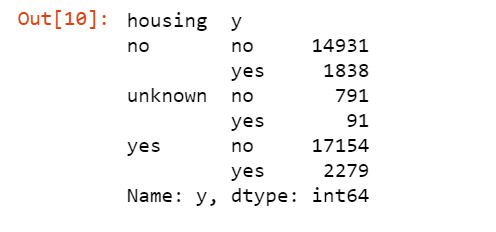 Out[10]: housing  y
no       no     14931
         yes     1838
unknown  no       791
         yes       91
yes      no     17154
         yes     2279
Name: y, dtype: int64